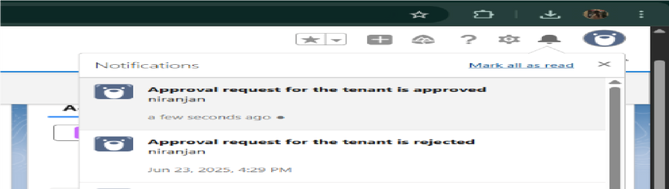 Notifications
Mark all as read
Approval request for the tenant is approved
niranjan
a few seconds ago
Approval request for the tenant is rejected
niranjan
Jun 23, 2025, 4:29 PM